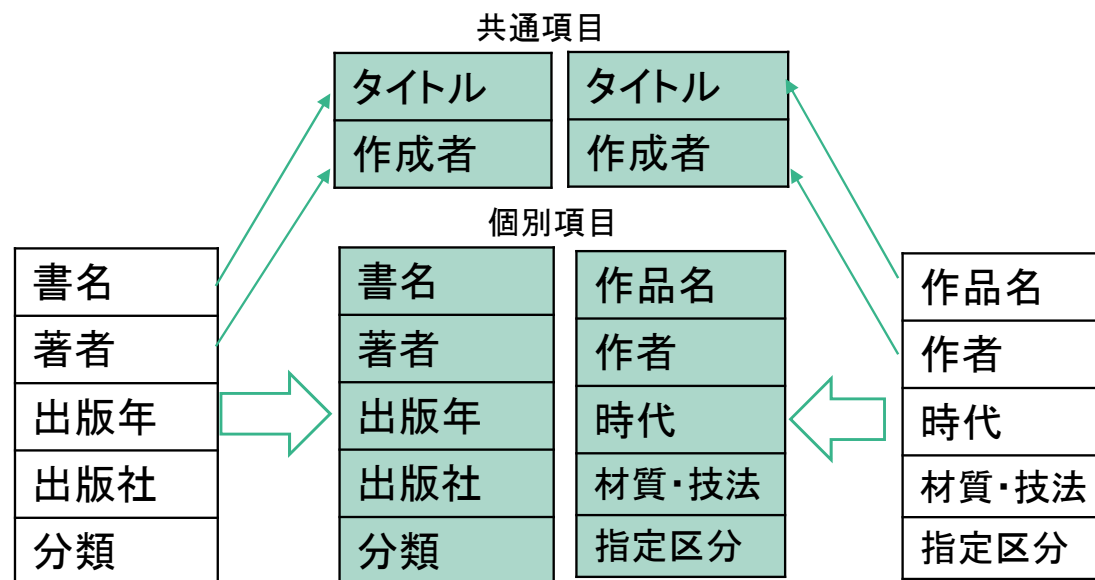 共通項目
タイトル
作成者
タイトル
作成者
個別項目
書名
著者
出版年
出版社
分類
書名
著者
出版年
出版社
分類
作品名
作者
時代
材質・技法
指定区分
作品名
作者
時代
材質・技法
指定区分